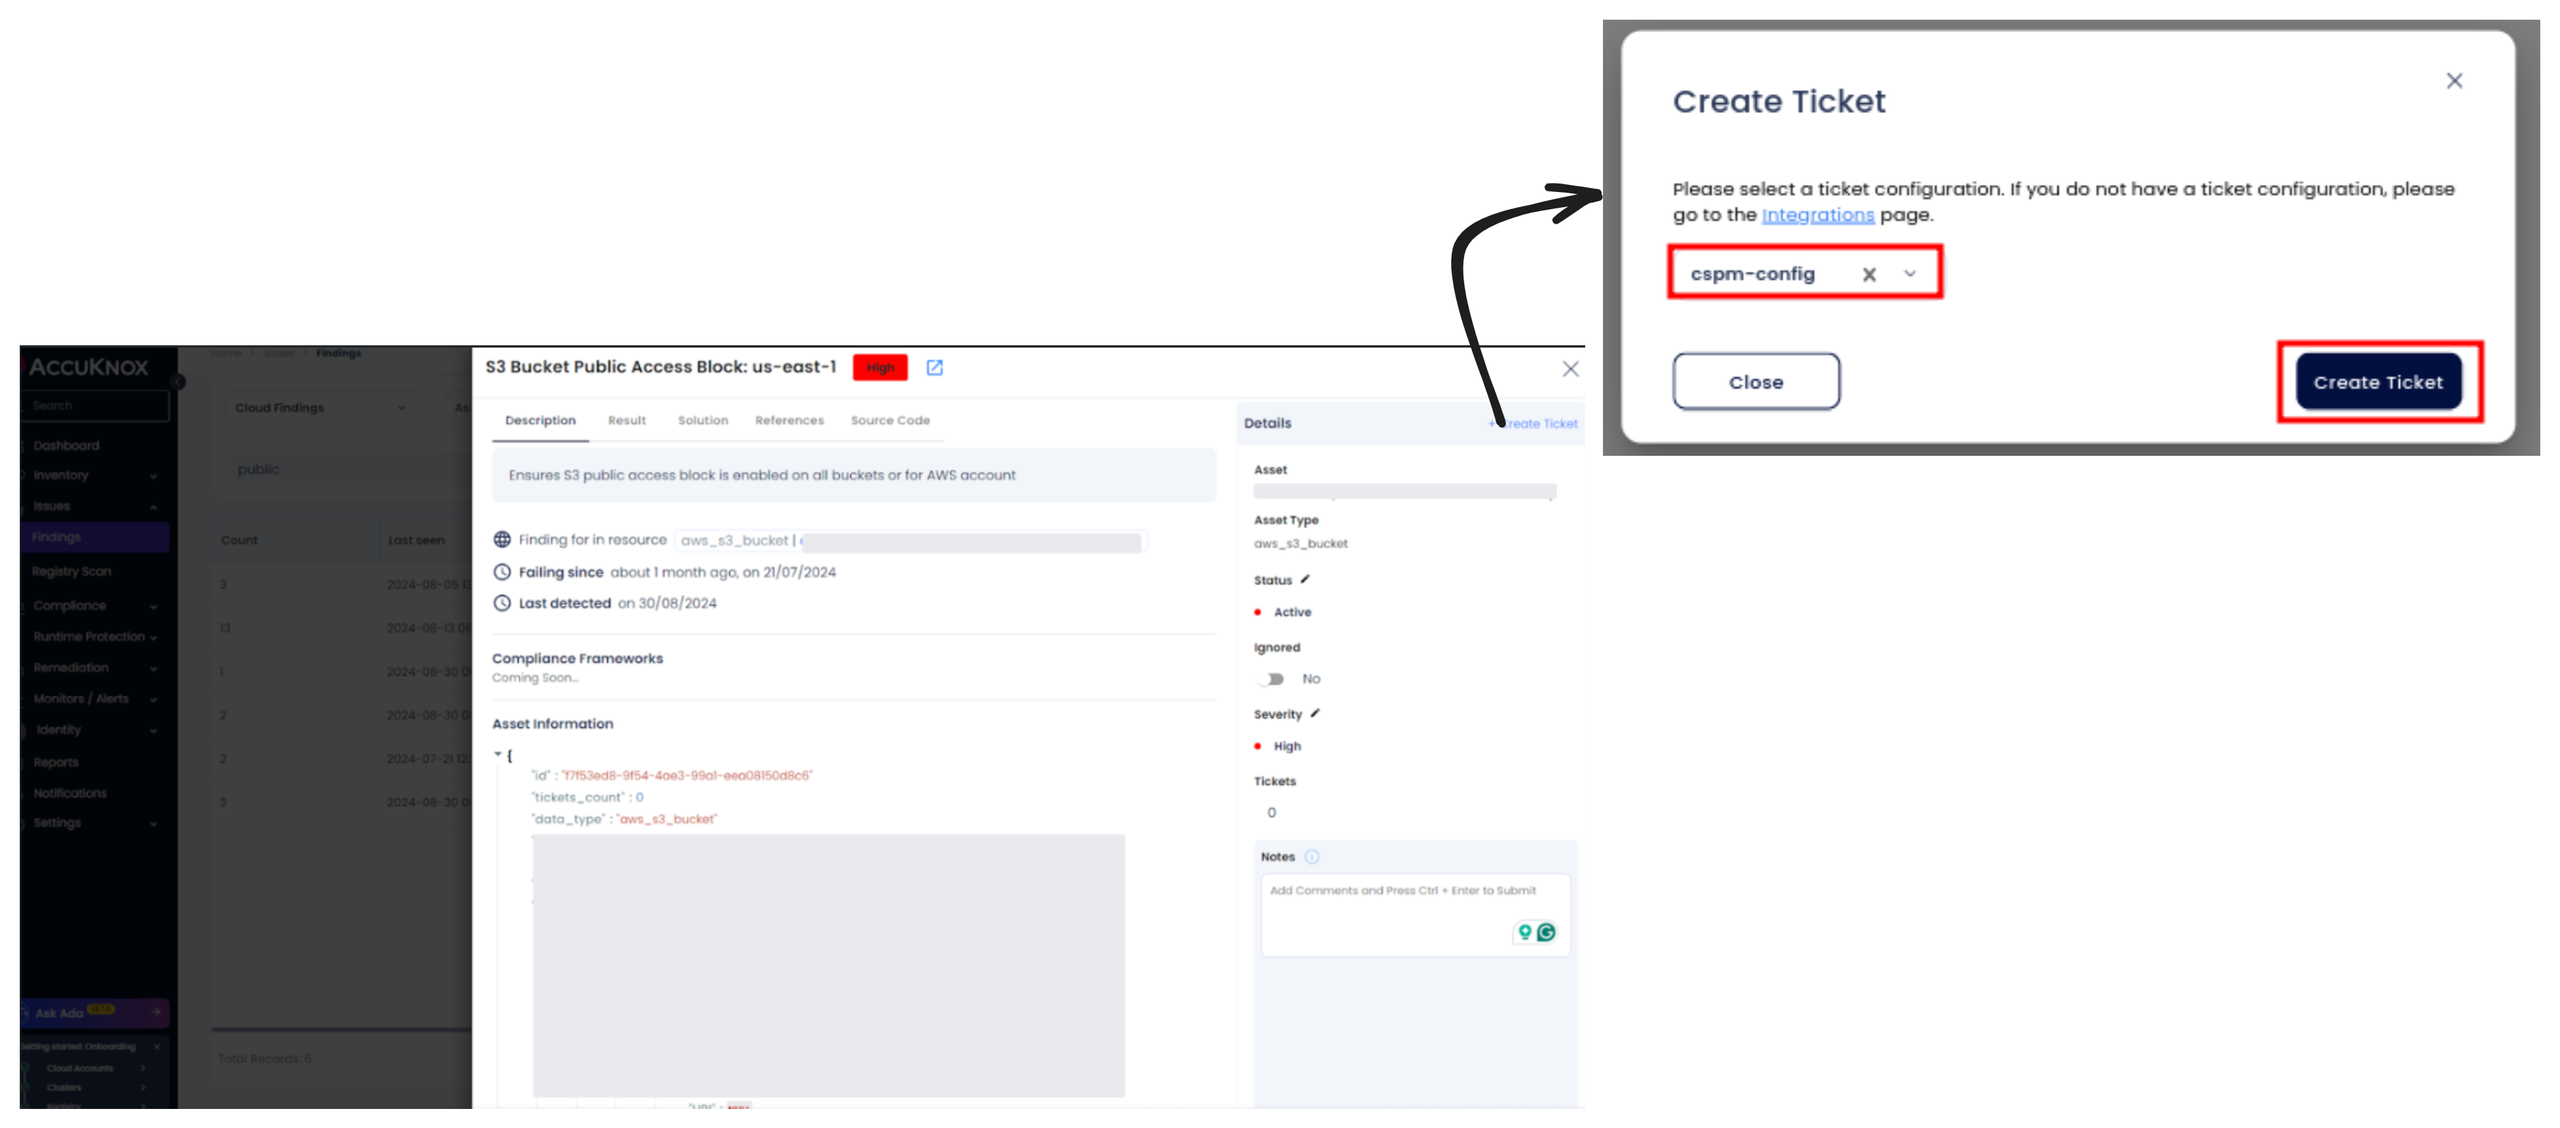 Create Ticket
Please select a ticket configuration. If you do not have a ticket configuration, please
go to the Integrations page.
cspm-config
Close
Create Ticket
ACCUKNOX
Search
Dashboard
Inventory
Issues
Findings
Registry Scan
Compliance
Runtime Protection
Remediation
Monitors / Alerts
Identity
Reports
Notifications
Settings
Ask Ada BETA
Getting started: Onboarding
Cloud Accounts
Clusters
Registry
Home > Issues > Findings
Cloud Findings
As
public
Count Last seen
3 2024-08-05 13
13 2024-08-13 06
1 2024-08-30 0
2 2024-08-30 0
2 2024-07-21 12:
3 2024-08-30 0
Total Records: 6
S3 Bucket Public Access Block: us-east-1 High
Description Result Solution References Source Code
Ensures S3 public access block is enabled on all buckets or for AWS account
Finding for in resource aws_s3_bucket |
Failing since about 1 month ago, on 21/07/2024
Last detected on 30/08/2024
Compliance Frameworks
Coming Soon...
Asset Information
{
"id" : "f7f53ed8-9f54-4ae3-99a1-eea08150d8c6"
"tickets_count" : 0
"data_type" : "aws_s3_bucket"
Details + Create Ticket
Asset
Asset Type
aws_s3_bucket
Status
Active
Ignored
No
Severity
High
Tickets
0
Notes
Add Comments and Press Ctrl + Enter to Submit